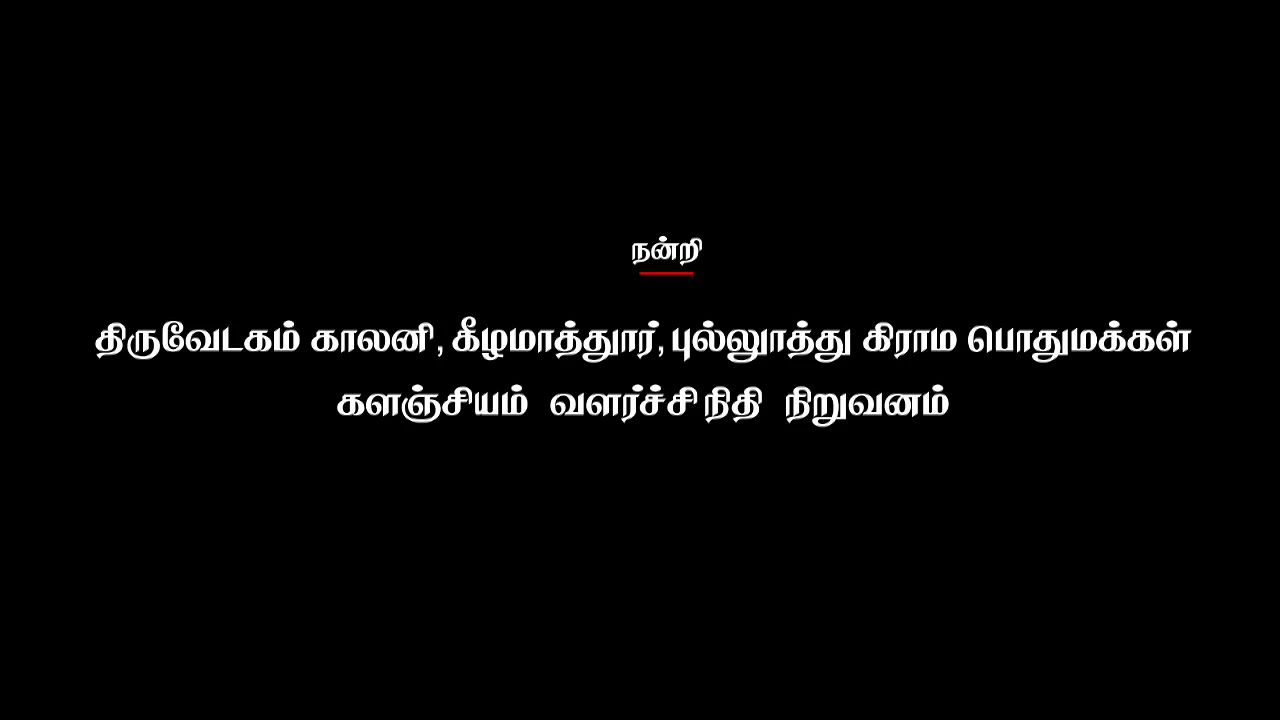 நன்றி
திருவேடகம் காலனி, கீழமாத்துார், புல்லுாத்து கிராம பொதுமக்கள்
களஞ்சியம் வளர்ச்சி நிதி நிறுவனம்